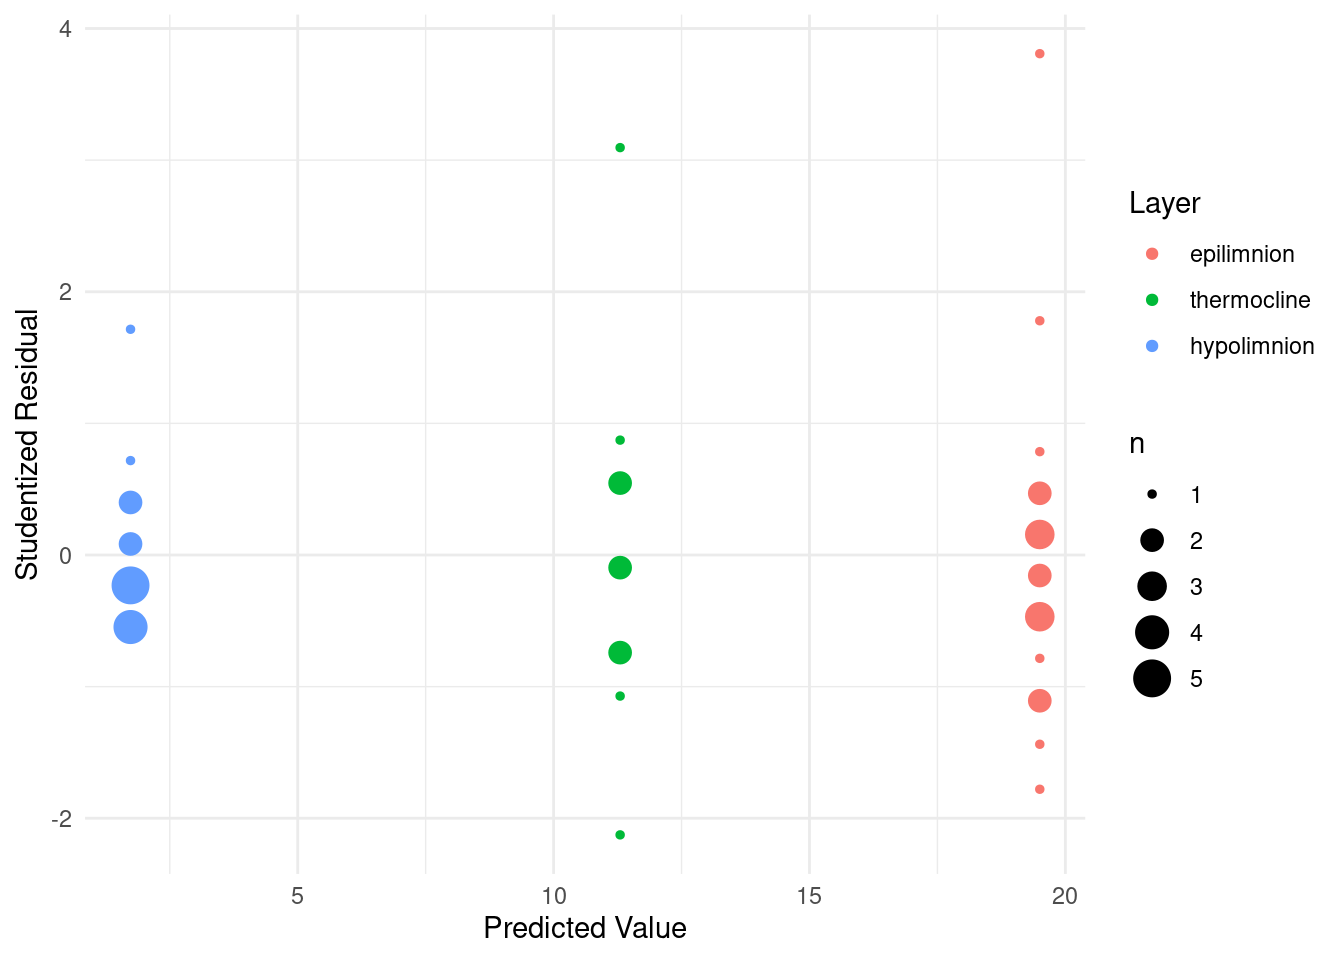 4
2
0
-2
Studentized Residual
5
10
15
20
Predicted Value
Layer
epilimnion
thermocline
hypolimnion
n
1
2
3
4
5